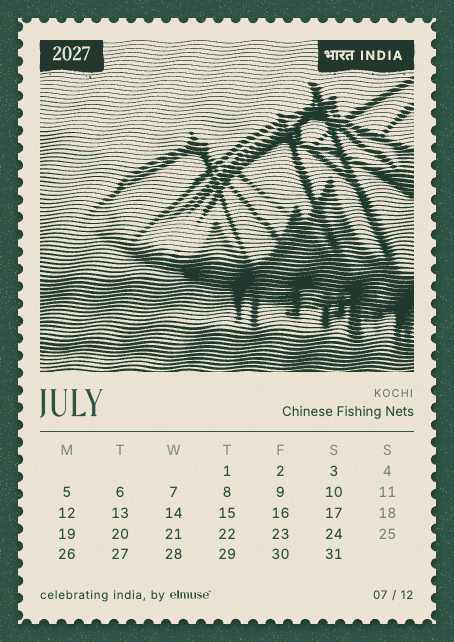 2027
भारत INDIA
JULY
KOCHI
Chinese Fishing Nets
M T W T F S S
1 2 3 4
5 6 7 8 9 10 11
12 13 14 15 16 17 18
19 20 21 22 23 24 25
26 27 28 29 30 31
celebrating india, by elmuse
07 / 12